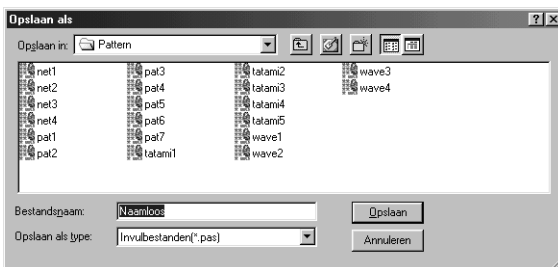 Opslaan als
Opslaan in: Pattern
net1 pat3 tatami2 wave3
net2 pat4 tatami3 wave4
net3 pat5 tatami4
net4 pat6 tatami5
pat1 pat7 wave1
pat2 tatami1 wave2
Bestandsnaam: Naamloos Opslaan
Opslaan als type: Invulbestanden(*.pas) Annuleren